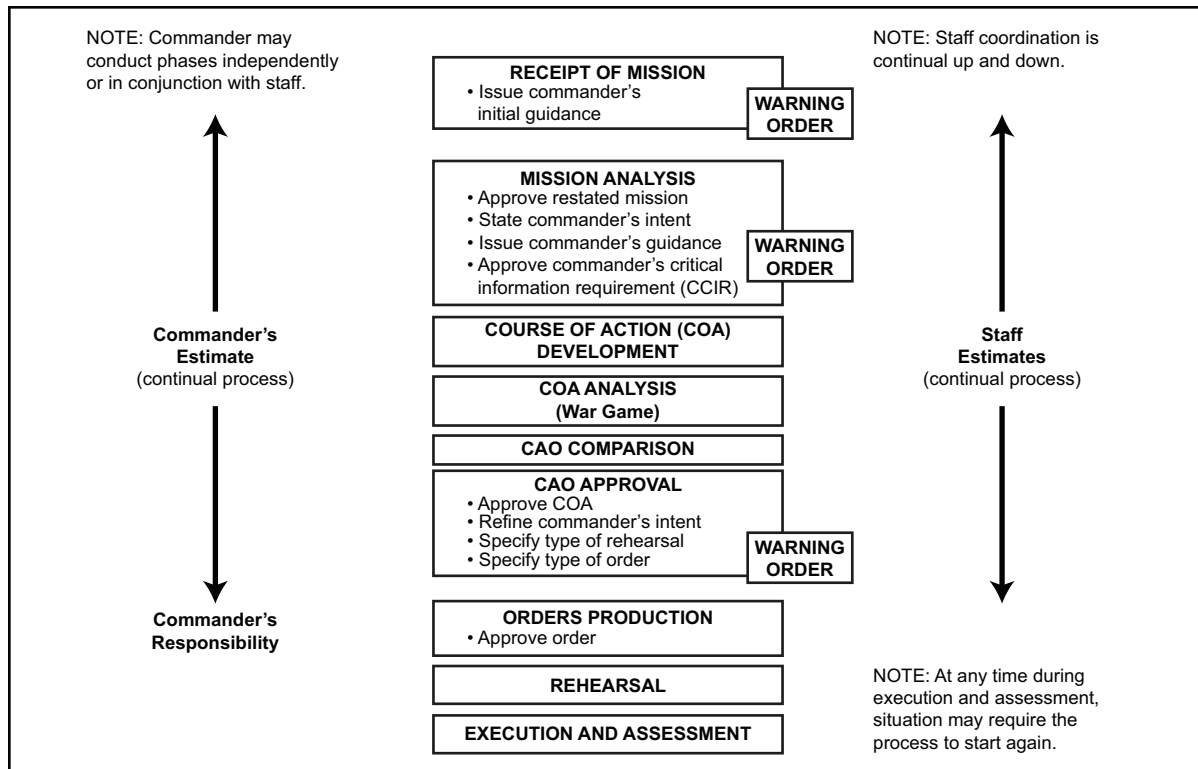 NOTE: Commander may
conduct phases independently
or in conjunction with staff.
NOTE: Staff coordination is
continual up and down.
RECEIPT OF MISSION
• Issue commander's
initial guidance
WARNING
ORDER
MISSION ANALYSIS
• Approve restated mission
• State commander's intent
• Issue commander's guidance
• Approve commander's critical
information requirement (CCIR)
WARNING
ORDER
COURSE OF ACTION (COA)
DEVELOPMENT
Commander's
Estimate
(continual process)
Staff
Estimates
(continual process)
COA ANALYSIS
(War Game)
CAO COMPARISON
CAO APPROVAL
• Approve COA
• Refine commander's intent
• Specify type of rehearsal
• Specify type of order
WARNING
ORDER
Commander's
Responsibility
ORDERS PRODUCTION
• Approve order
REHEARSAL
EXECUTION AND ASSESSMENT
NOTE: At any time during
execution and assessment,
situation may require the
process to start again.